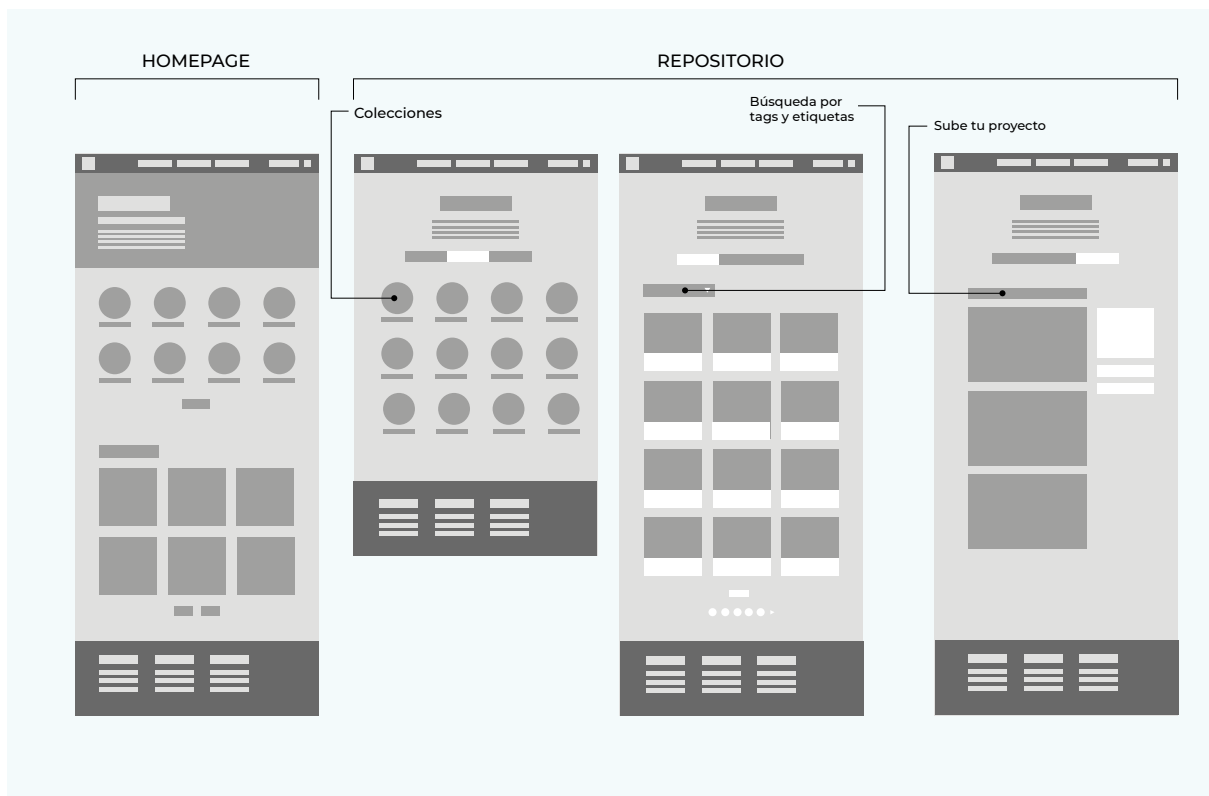 HOMEPAGE
REPOSITORIO
Colecciones
Búsqueda por
tags y etiquetas
Sube tu proyecto